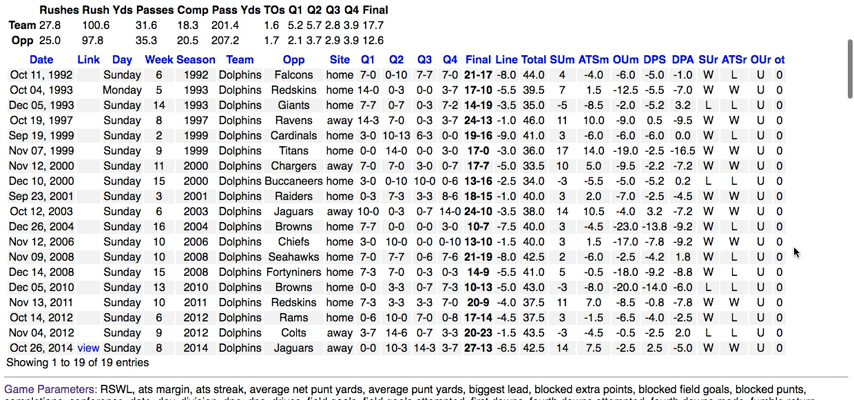 Rushes Rush Yds Passes Comp Pass Yds TOs Q1 Q2 Q3 Q4 Final
Team 27.8 100.6 31.6 18.3 201.4 1.6 5.2 5.7 2.8 3.9 17.7
Opp 25.0 97.8 35.3 20.5 207.2 1.7 2.1 3.7 2.9 3.9 12.6
Date Link Day Week Season Team Opp Site Q1 Q2 Q3 Q4 Final Line Total SUm ATSm OUm DPS DPA SUr ATSr OUr ot
Oct 11, 1992 Sunday 6 1992 Dolphins Falcons home 7-0 0-10 7-7 7-0 21-17 -8.0 44.0 4 -4.0 -6.0 -5.0 -1.0 W L U 0
Oct 04, 1993 Monday 5 1993 Dolphins Redskins home 14-0 0-3 0-0 3-7 17-10 -5.5 39.5 7 1.5 -12.5 -5.5 -7.0 W W U 0
Dec 05, 1993 Sunday 14 1993 Dolphins Giants home 7-7 0-7 0-3 7-2 14-19 -3.5 35.0 -5 -8.5 -2.0 -5.2 3.2 L L U 0
Oct 19, 1997 Sunday 8 1997 Dolphins Ravens away 14-3 7-0 0-3 3-7 24-13 -1.0 46.0 11 10.0 -9.0 0.5 -9.5 W W U 0
Sep 19, 1999 Sunday 2 1999 Dolphins Cardinals home 3-0 10-13 6-3 0-0 19-16 -9.0 41.0 3 -6.0 -6.0 -6.0 0.0 W L U 0
Nov 07, 1999 Sunday 9 1999 Dolphins Titans home 0-0 14-0 0-0 3-0 17-0 -3.0 36.0 17 14.0 -19.0 -2.5 -16.5 W W U 0
Nov 12, 2000 Sunday 11 2000 Dolphins Chargers away 7-0 7-0 3-0 0-7 17-7 -5.0 33.5 10 5.0 -9.5 -2.2 -7.2 W W U 0
Dec 10, 2000 Sunday 15 2000 Dolphins Buccaneers home 3-0 0-10 10-0 0-6 13-16 -2.5 34.0 -3 -5.5 -5.0 -5.2 0.2 L L U 0
Sep 23, 2001 Sunday 3 2001 Dolphins Raiders home 0-3 7-3 3-3 8-6 18-15 -1.0 40.0 3 2.0 -7.0 -2.5 -4.5 W W U 0
Oct 12, 2003 Sunday 6 2003 Dolphins Jaguars away 10-0 0-3 0-7 14-0 24-10 -3.5 38.0 14 10.5 -4.0 3.2 -7.2 W W U 0
Dec 26, 2004 Sunday 16 2004 Dolphins Browns home 7-7 0-0 0-0 3-0 10-7 -7.5 40.0 3 -4.5 -23.0 -13.8 -9.2 W L U 0
Nov 12, 2006 Sunday 10 2006 Dolphins Chiefs home 3-0 10-0 0-0 0-10 13-10 -1.5 40.0 3 1.5 -17.0 -7.8 -9.2 W W U 0
Nov 09, 2008 Sunday 10 2008 Dolphins Seahawks home 7-0 7-7 0-6 7-6 21-19 -8.0 42.5 2 -6.0 -2.5 -4.2 1.8 W L U 0
Dec 14, 2008 Sunday 15 2008 Dolphins Fortyniners home 7-3 7-3 0-3 0-0 14-9 -5.5 41.0 5 -0.5 -18.0 -9.2 -8.8 W L U 0
Dec 05, 2010 Sunday 13 2010 Dolphins Browns home 0-3 0-0 3-3 7-7 10-13 -5.0 43.0 -3 -8.0 -20.0 -14.0 -6.0 L L U 0
Nov 13, 2011 Sunday 10 2011 Dolphins Redskins home 7-3 3-3 3-3 7-0 20-9 -4.0 37.5 11 7.0 -8.5 -0.8 -7.8 W W U 0
Oct 14, 2012 Sunday 6 2012 Dolphins Rams home 0-6 10-0 7-0 0-8 17-14 -4.5 37.5 3 -1.5 -6.5 -4.0 -2.5 W L U 0
Nov 04, 2012 Sunday 9 2012 Dolphins Colts away 3-7 14-6 0-7 3-3 20-23 -1.5 43.5 -3 -4.5 -0.5 -2.5 2.0 L L U 0
Oct 26, 2014 view Sunday 8 2014 Dolphins Jaguars away 0-0 10-3 14-3 3-7 27-13 -6.5 42.5 14 7.5 -2.5 2.5 -5.0 W W U 0
Showing 1 to 19 of 19 entries
Game Parameters: RSWL, ats margin, ats streak, average net punt yards, average punt yards, biggest lead, blocked extra points, blocked field goals, blocked punts,